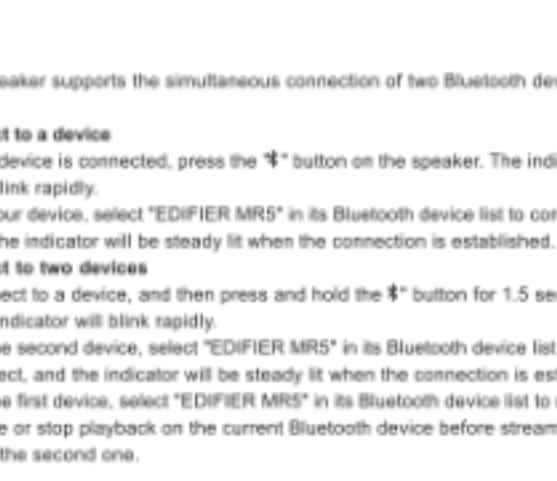 eaker supports the simultaneous connection of two Bluetooth de
t to a device
device is connected, press the "" button on the speaker. The indi
link rapidly.
our device, select "EDIFIER MR5" in its Bluetooth device list to con
he indicator will be steady lit when the connection is established.
t to two devices
ect to a device, and then press and hold the " button for 1.5 se
ndicator will blink rapidly.
e second device, select "EDIFIER MR5" in its Bluetooth device list
ect, and the indicator will be steady lit when the connection is est
e first device, select "EDIFIER MR5" in its Bluetooth device list to
e or stop playback on the current Bluetooth device before stream
the second one.